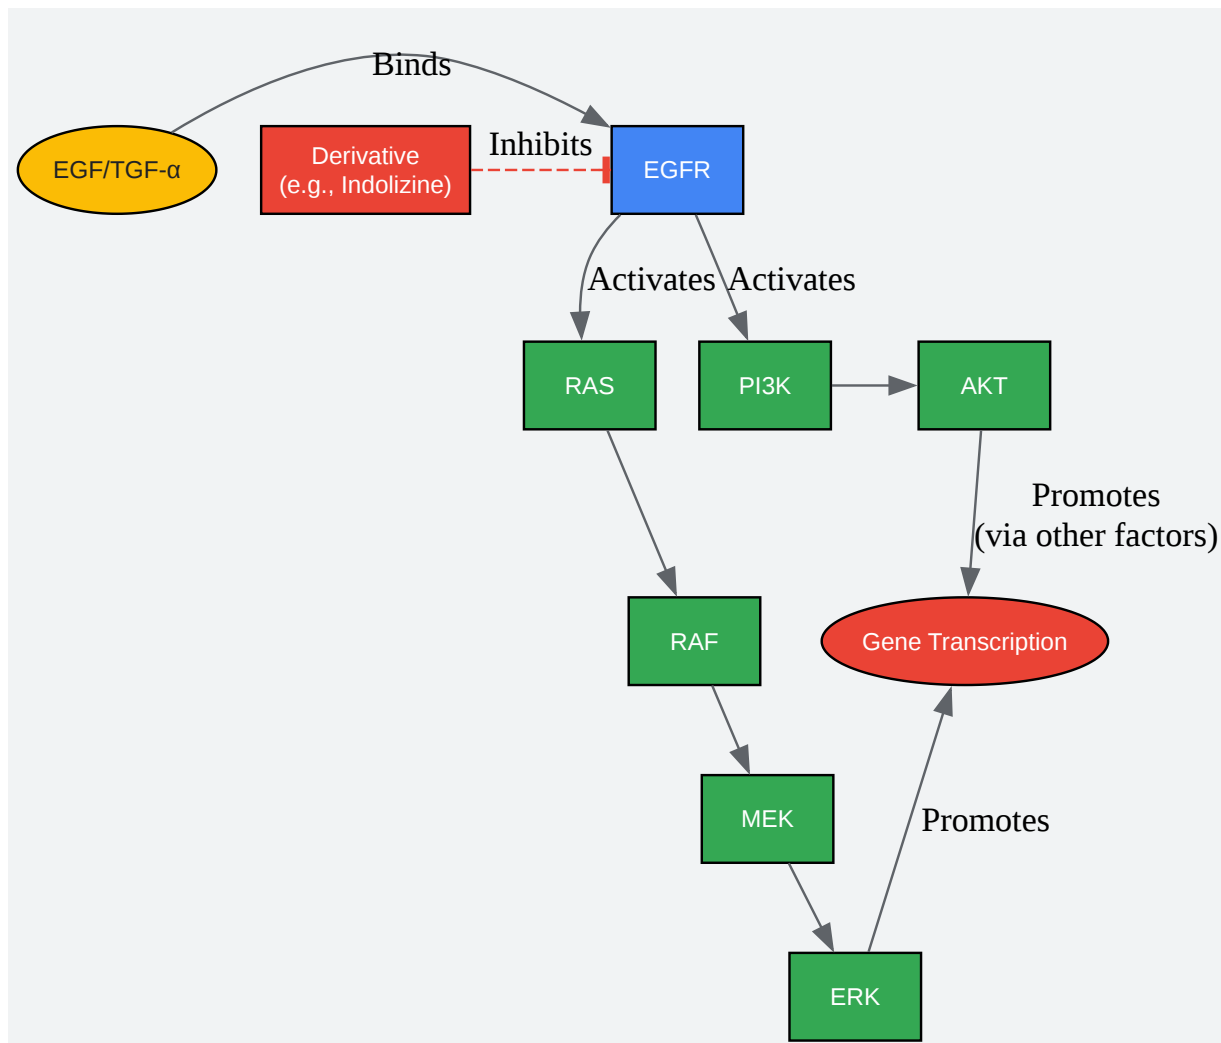 Binds
EGF/TGF-α
Derivative
(e.g., Indolizine)
Inhibits
EGFR
Activates
Activates
RAS
PI3K
AKT
Promotes
(via other factors)
RAF
Gene Transcription
MEK
Promotes
ERK